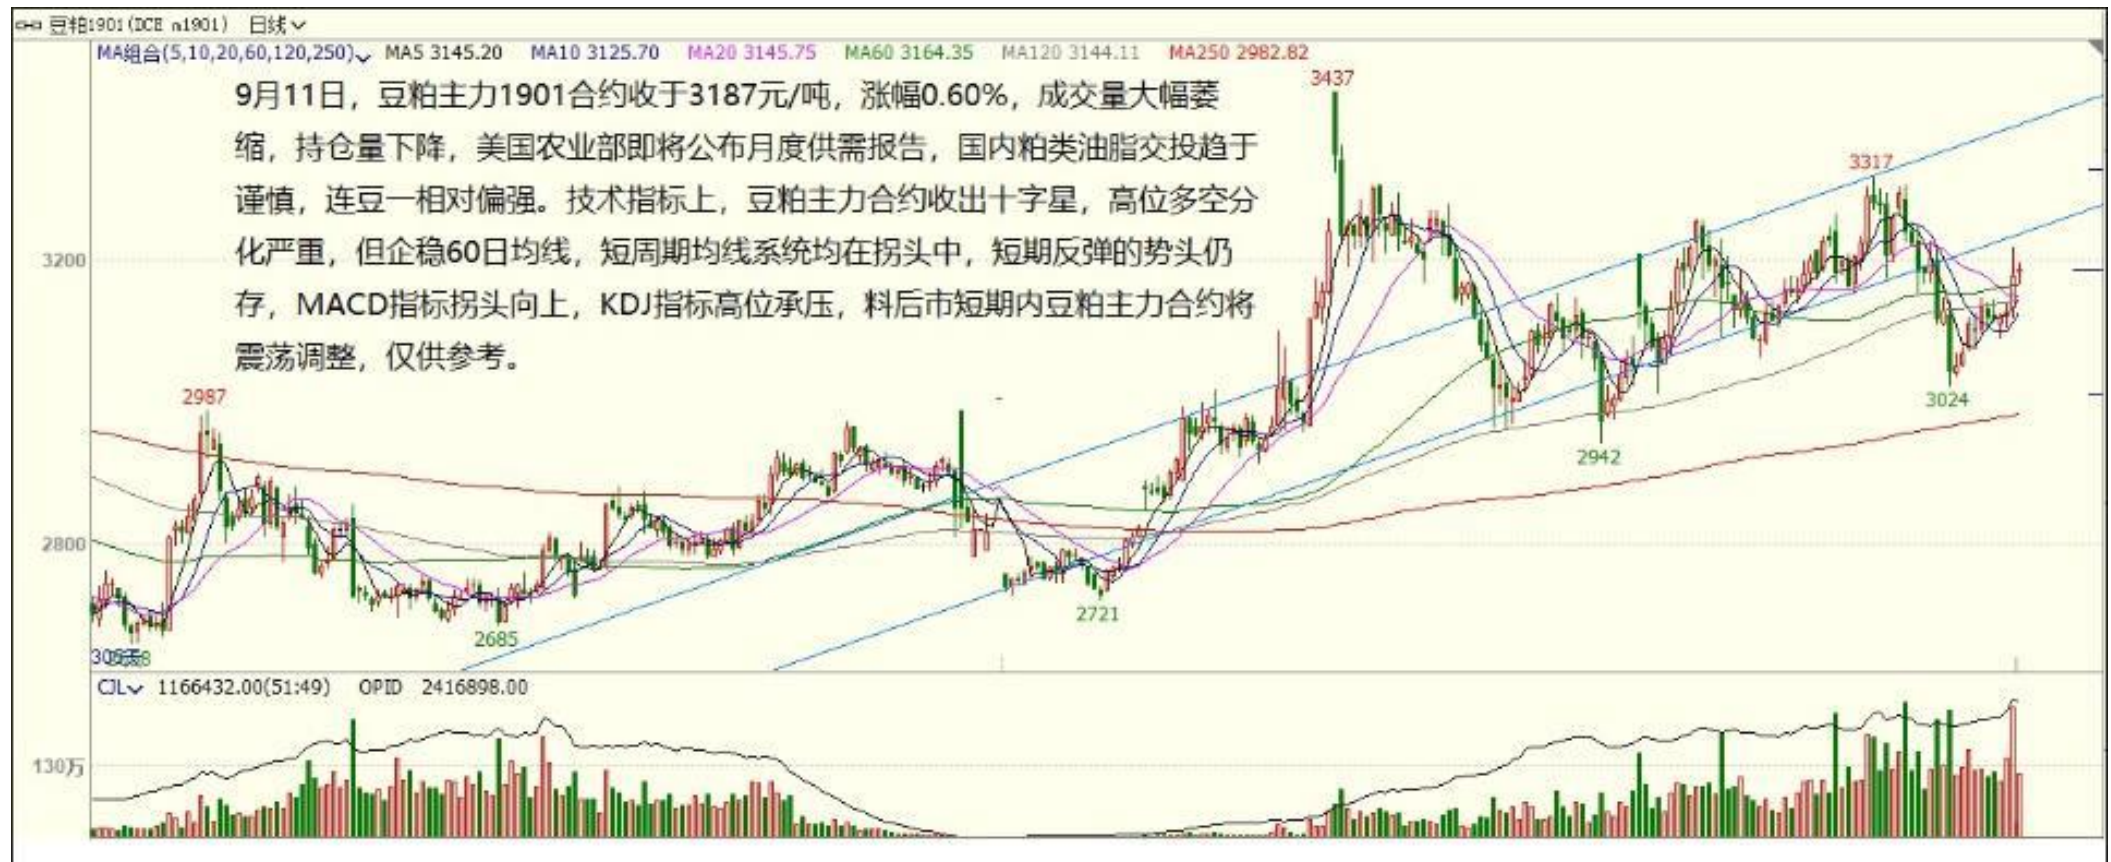 豆粕1901(DCE m1901) 日线
MA组合(5,10,20,60,120,250) MA5 3145.20 MA10 3125.70 MA20 3145.75 MA60 3164.35 MA120 3144.11 MA250 2982.82
3437
9月11日，豆粕主力1901合约收于3187元/吨，涨幅0.60%，成交量大幅萎
缩，持仓量下降，美国农业部即将公布月度供需报告，国内粕类油脂交投趋于
谨慎，连豆一相对偏强。技术指标上，豆粕主力合约收出十字星，高位多空分
化严重，但企稳60日均线，短周期均线系统均在拐头中，短期反弹的势头仍
存，MACD指标拐头向上，KDJ指标高位承压，料后市短期内豆粕主力合约将
震荡调整，仅供参考。
3317
3200
2987
3024
2942
2800
2721
2685
CJL 1166432.00(51:49) OPID 2416898.00
130万